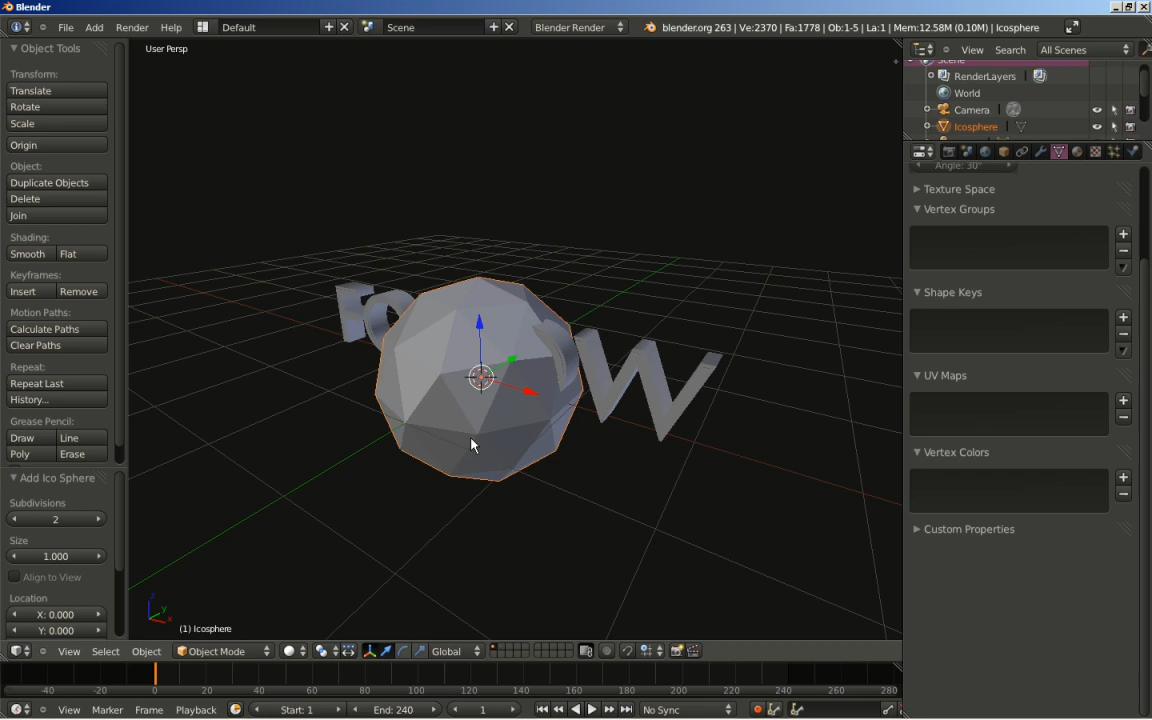 Blender
File Add Render Help Default Scene Blender Render blender.org 263 | Ve:2370 | Fa:1778 | Ob:1-5 | La:1 | Mem:12.58M (0.10M) | Icosphere
Object Tools
Transform:
Translate
Rotate
Scale
Origin
Object:
Duplicate Objects
Delete
Join
Shading:
Smooth Flat
Keyframes:
Insert Remove
Motion Paths:
Calculate Paths
Clear Paths
Repeat:
Repeat Last
History...
Grease Pencil:
Draw Line
Poly Erase
Add Ico Sphere
Subdivisions
2
Size
1.000
Align to View
Location
X: 0.000
Y: 0.000
User Persp
z
y
x
(1) Icosphere
View Select Object Object Mode Global
-40 -20 0 20 40 60 80 100 120 140 160 180 200 220 240 260 280
View Marker Frame Playback Start: 1 End: 240 1 No Sync
View Search All Scenes
Scene
RenderLayers
World
Camera
Icosphere
Angle: 30°
Texture Space
Vertex Groups
Shape Keys
UV Maps
Vertex Colors
Custom Properties